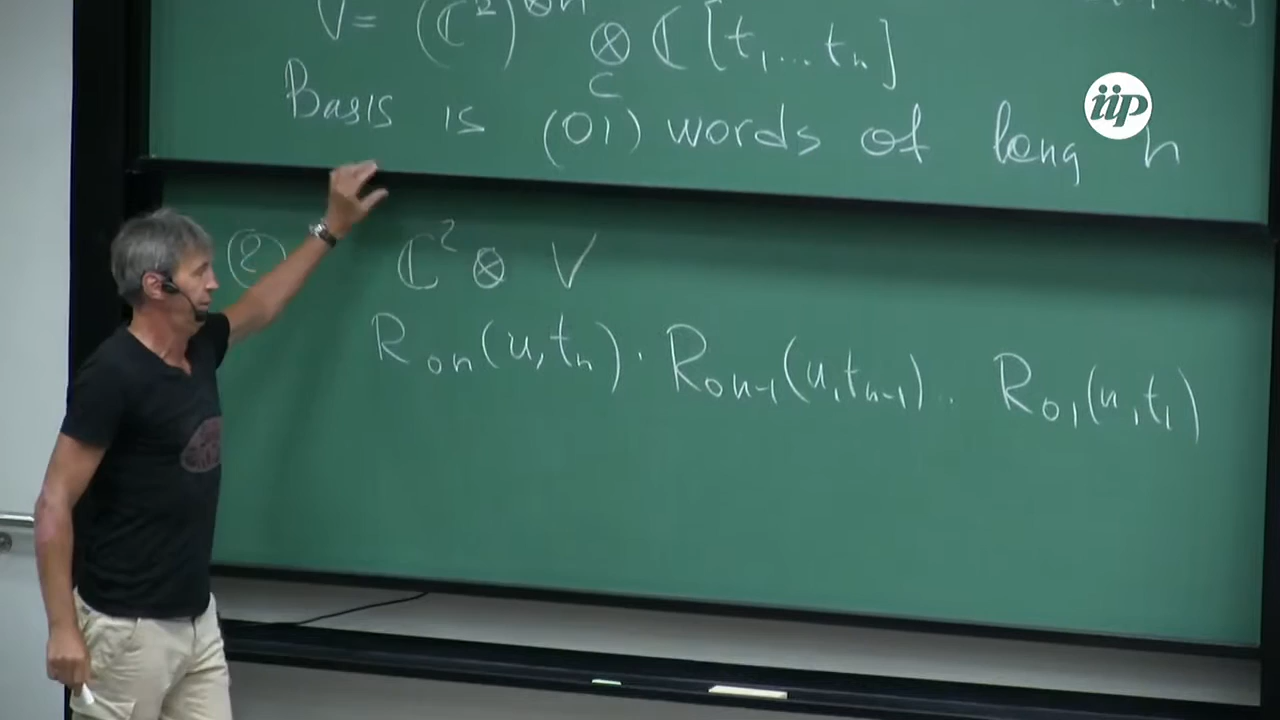 V = (ℂ²)^⊗n ⊗_C ℂ[t₁...tₙ]
Basis is (01) words of long n
② ℂ² ⊗ V
R₀ₙ(u,tₙ) · R₀ₙ₋₁(u,tₙ₋₁).. R₀₁(u,t₁)
iip